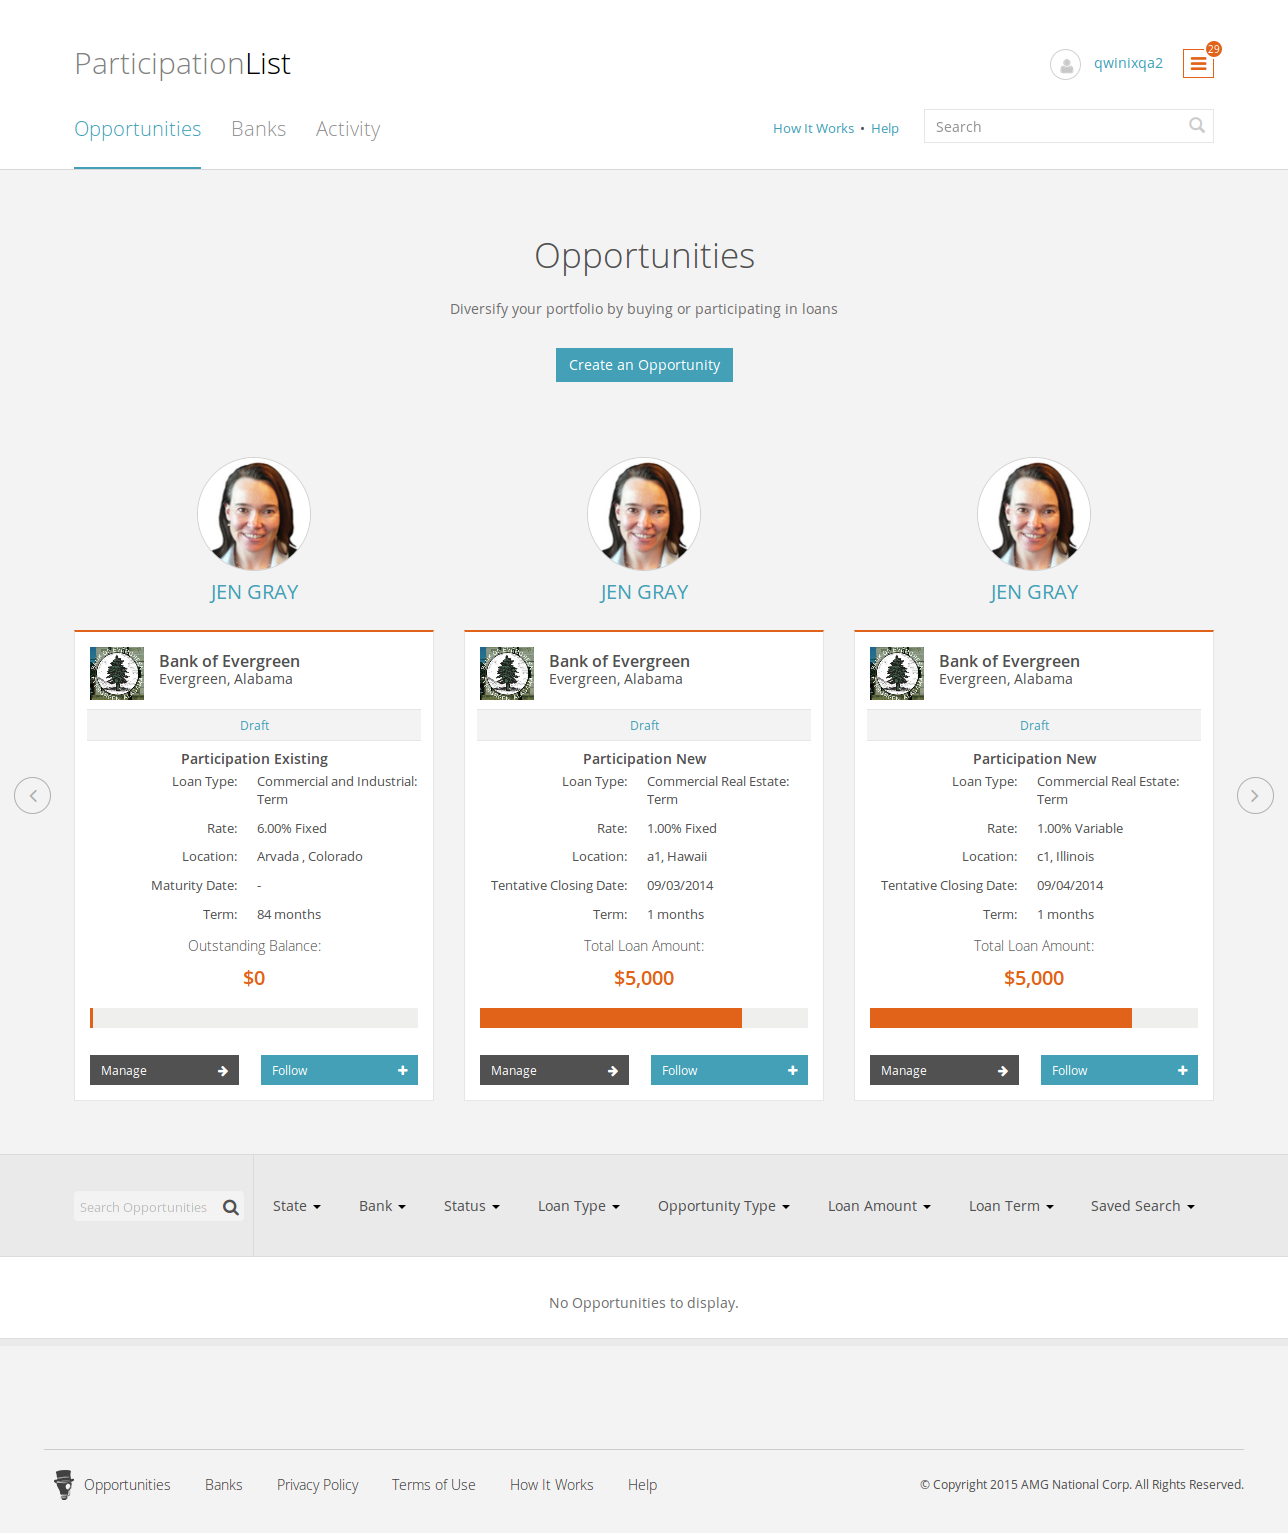 ParticipationList
qwinixqa2
29
Opportunities Banks Activity
How It Works • Help
Search
Opportunities
Diversify your portfolio by buying or participating in loans
Create an Opportunity
JEN GRAY
Bank of Evergreen
Evergreen, Alabama
Draft
Participation Existing
Loan Type: Commercial and Industrial:
Term
Rate: 6.00% Fixed
Location: Arvada , Colorado
Maturity Date: -
Term: 84 months
Outstanding Balance:
$0
Manage Follow
JEN GRAY
Bank of Evergreen
Evergreen, Alabama
Draft
Participation New
Loan Type: Commercial Real Estate:
Term
Rate: 1.00% Fixed
Location: a1, Hawaii
Tentative Closing Date: 09/03/2014
Term: 1 months
Total Loan Amount:
$5,000
Manage Follow
JEN GRAY
Bank of Evergreen
Evergreen, Alabama
Draft
Participation New
Loan Type: Commercial Real Estate:
Term
Rate: 1.00% Variable
Location: c1, Illinois
Tentative Closing Date: 09/04/2014
Term: 1 months
Total Loan Amount:
$5,000
Manage Follow
Search Opportunities State Bank Status Loan Type Opportunity Type Loan Amount Loan Term Saved Search
No Opportunities to display.
Opportunities Banks Privacy Policy Terms of Use How It Works Help © Copyright 2015 AMG National Corp. All Rights Reserved.